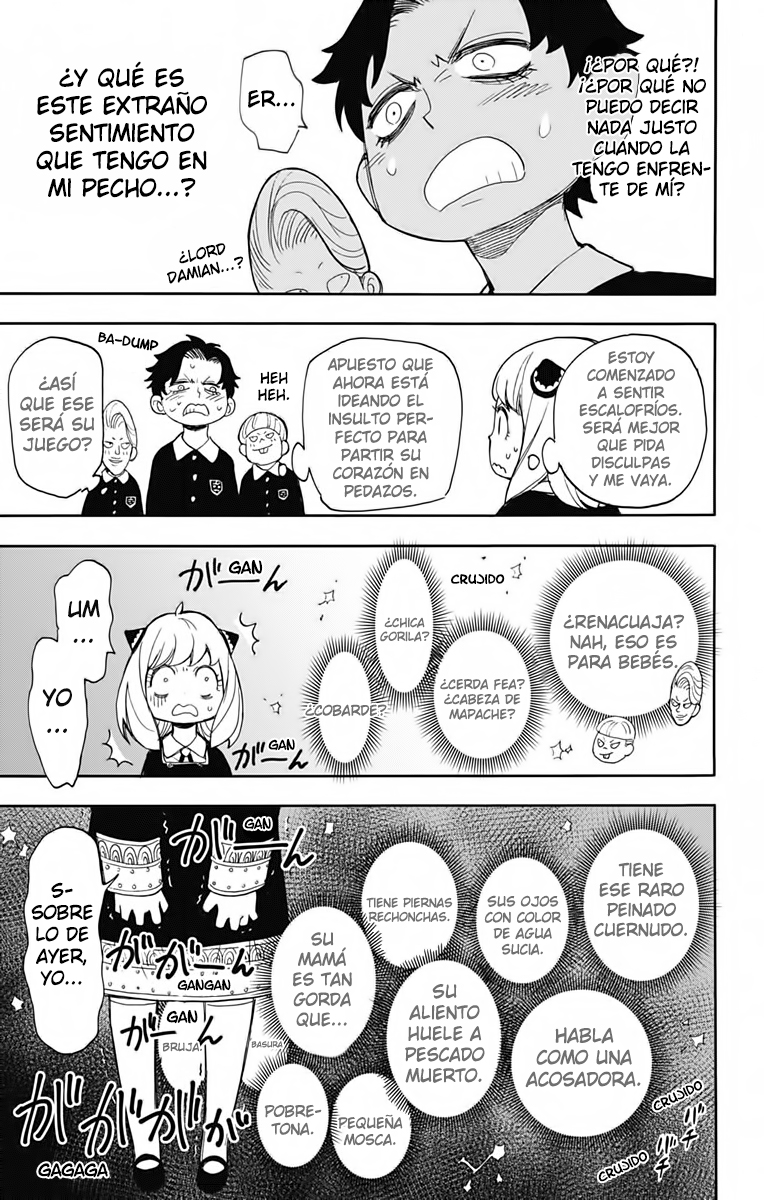 ¡¿POR QUÉ?!
¡¿POR QUÉ NO
PUEDO DECIR
NADA JUSTO
CUÁNDO LA
TENGO ENFREN-
TE DE MÍ?
ER...
¿Y QUÉ ES
ESTE EXTRAÑO
SENTIMIENTO
QUE TENGO EN
MI PECHO...?
¿LORD
DAMIAN...?
ESTOY
COMENZADO
A SENTIR
ESCALOFRÍOS.
SERÁ MEJOR
QUE PIDA
DISCULPAS
Y ME VAYA.
APUESTO QUE
AHORA ESTÁ
IDEANDO EL
INSULTO PER-
FECTO PARA
PARTIR SU
CORAZÓN EN
PEDAZOS.
HEH
HEH.
BA-DUMP
¿ASÍ
QUE ESE
SERÁ SU
JUEGO?
¿RENACUAJA?
NAH, ESO ES
PARA BEBÉS.
CRUJIDO
¿CERDA FEA?
¿CABEZA DE
MAPACHE?
¿CHICA
GORILA?
¿COBARDE?
がーん
GAN
がーん
GAN
UM
...
YO...
TIENE
ESE RARO
PEINADO
CUERNUDO.
SUS OJOS
CON COLOR
DE AGUA
SUCIA.
TIENE PIERNAS
RECHONCHAS.
HABLA
COMO UNA
ACOSADORA.
SU
ALIENTO
HUELE A
PESCADO
MUERTO.
SU
MAMÁ
ES TAN
GORDA
QUE...
がーん
GAN
S-
SOBRE
LO DE
AYER,
YO...
がーがーん
GANGAN
がーん
GAN
BRUJA.
BASURA
POBRE-
TONA.
PEQUEÑA
MOSCA.
CRUJIDO
CRUJIDO
ががが
GAGAGA